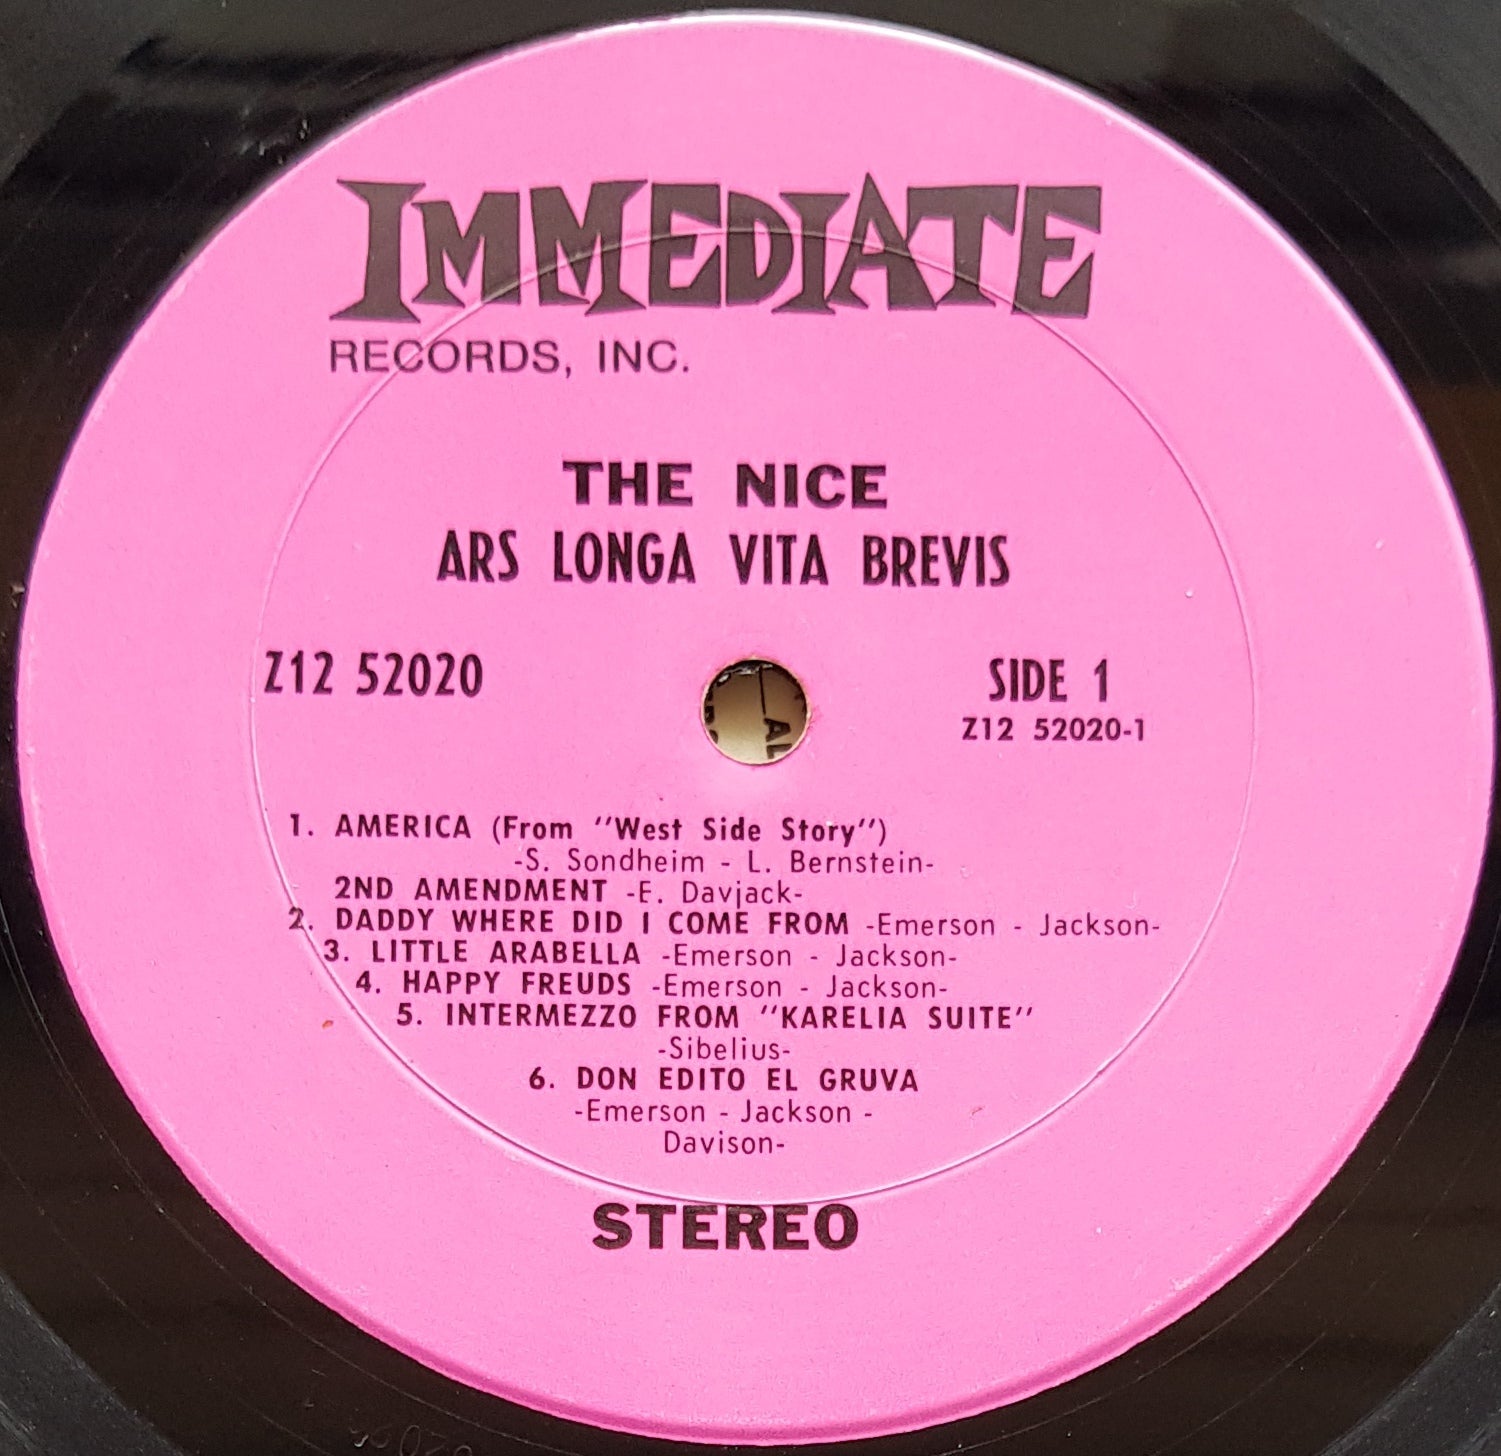 IMMEDIATE
RECORDS, INC.
THE NICE
ARS LONGA VITA BREVIS
Z12 52020
SIDE 1
Z12 52020-1
AL
1. AMERICA (From "West Side Story")
-S. Sondheim - L. Bernstein-
2ND AMENDMENT -E. Davjack-
2. DADDY WHERE DID I COME FROM -Emerson - Jackson-
3. LITTLE ARABELLA -Emerson - Jackson-
4. HAPPY FREUDS -Emerson - Jackson-
5. INTERMEZZO FROM "KARELIA SUITE"
-Sibelius-
6. DON EDITO EL GRUVA
-Emerson - Jackson -
Davison-
STEREO